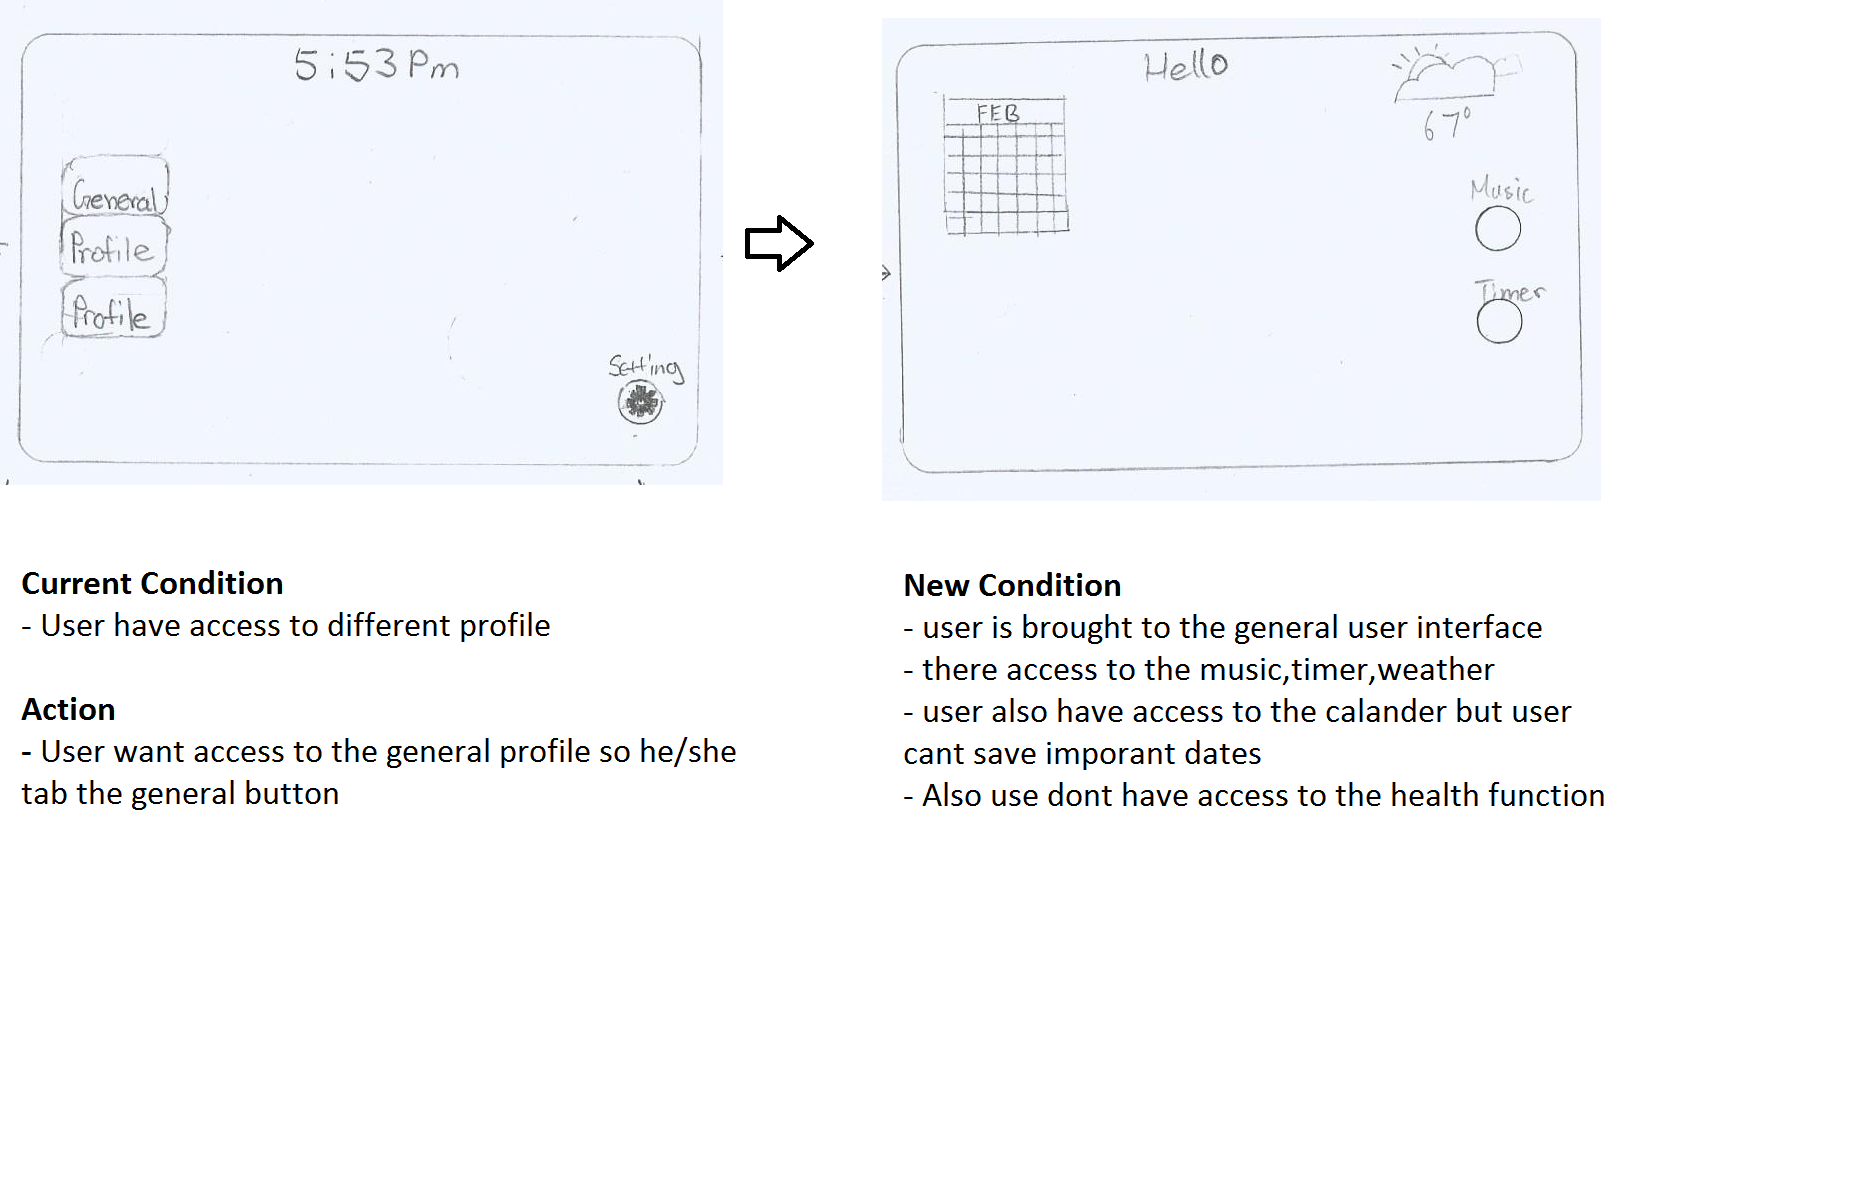 5:53 Pm
General
Profile
Profile
Setting
Hello
FEB
67°
Music
Timer
Current Condition
- User have access to different profile
Action
- User want access to the general profile so he/she
tab the general button
New Condition
- user is brought to the general user interface
- there access to the music,timer,weather
- user also have access to the calander but user
cant save imporant dates
- Also use dont have access to the health function